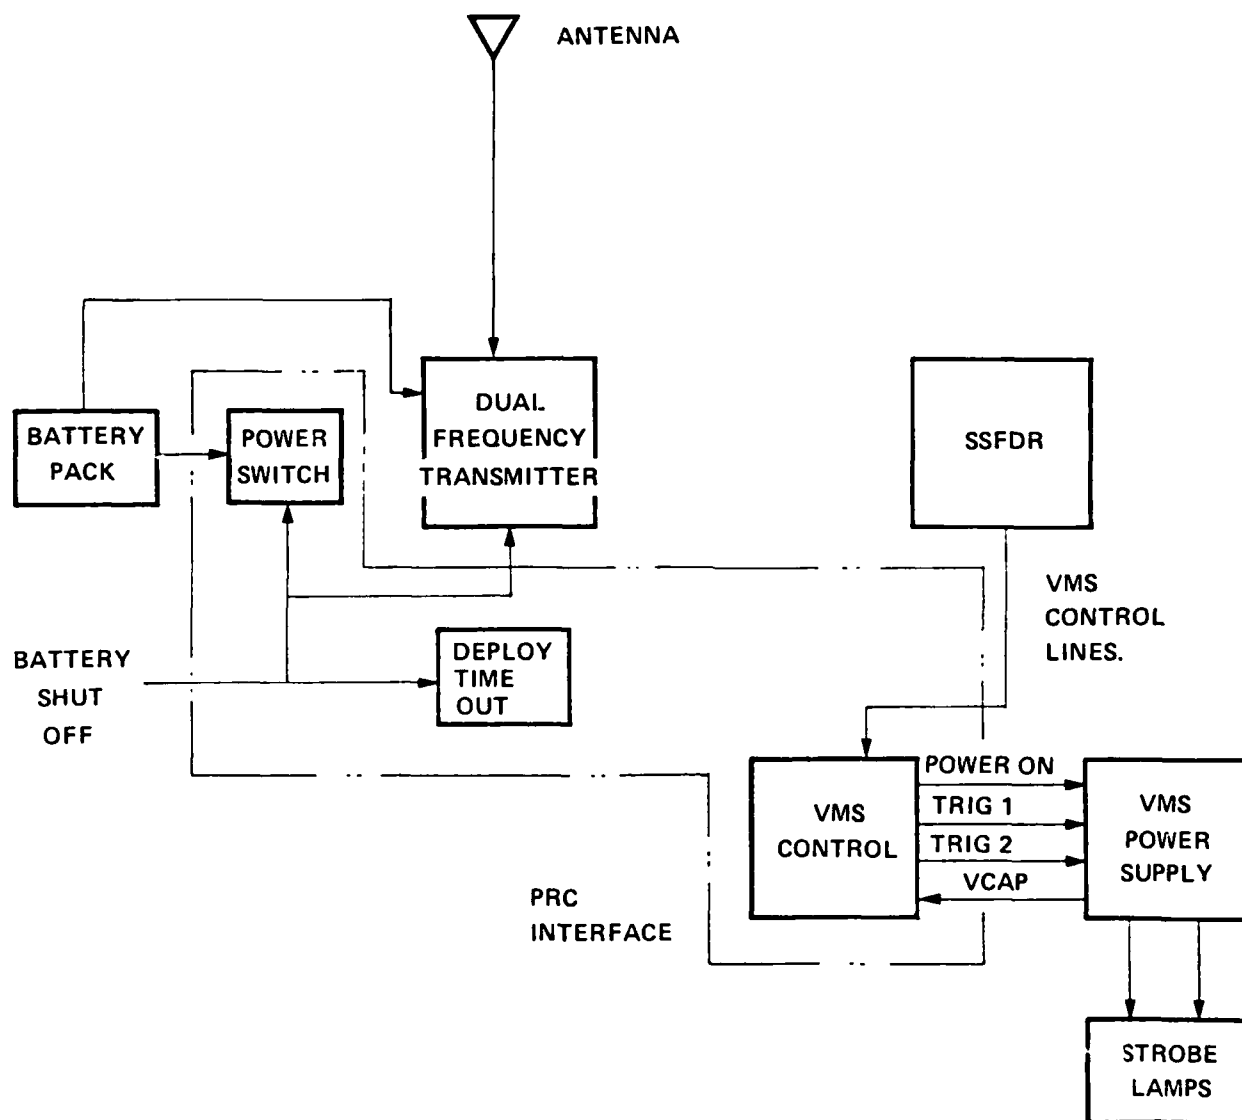 ANTENNA
BATTERY
PACK
POWER
SWITCH
DUAL
FREQUENCY
TRANSMITTER
SSFDR
VMS
CONTROL
LINES.
BATTERY
SHUT
OFF
DEPLOY
TIME
OUT
VMS
CONTROL
POWER ON
TRIG 1
TRIG 2
VCAP
VMS
POWER
SUPPLY
PRC
INTERFACE
STROBE
LAMPS